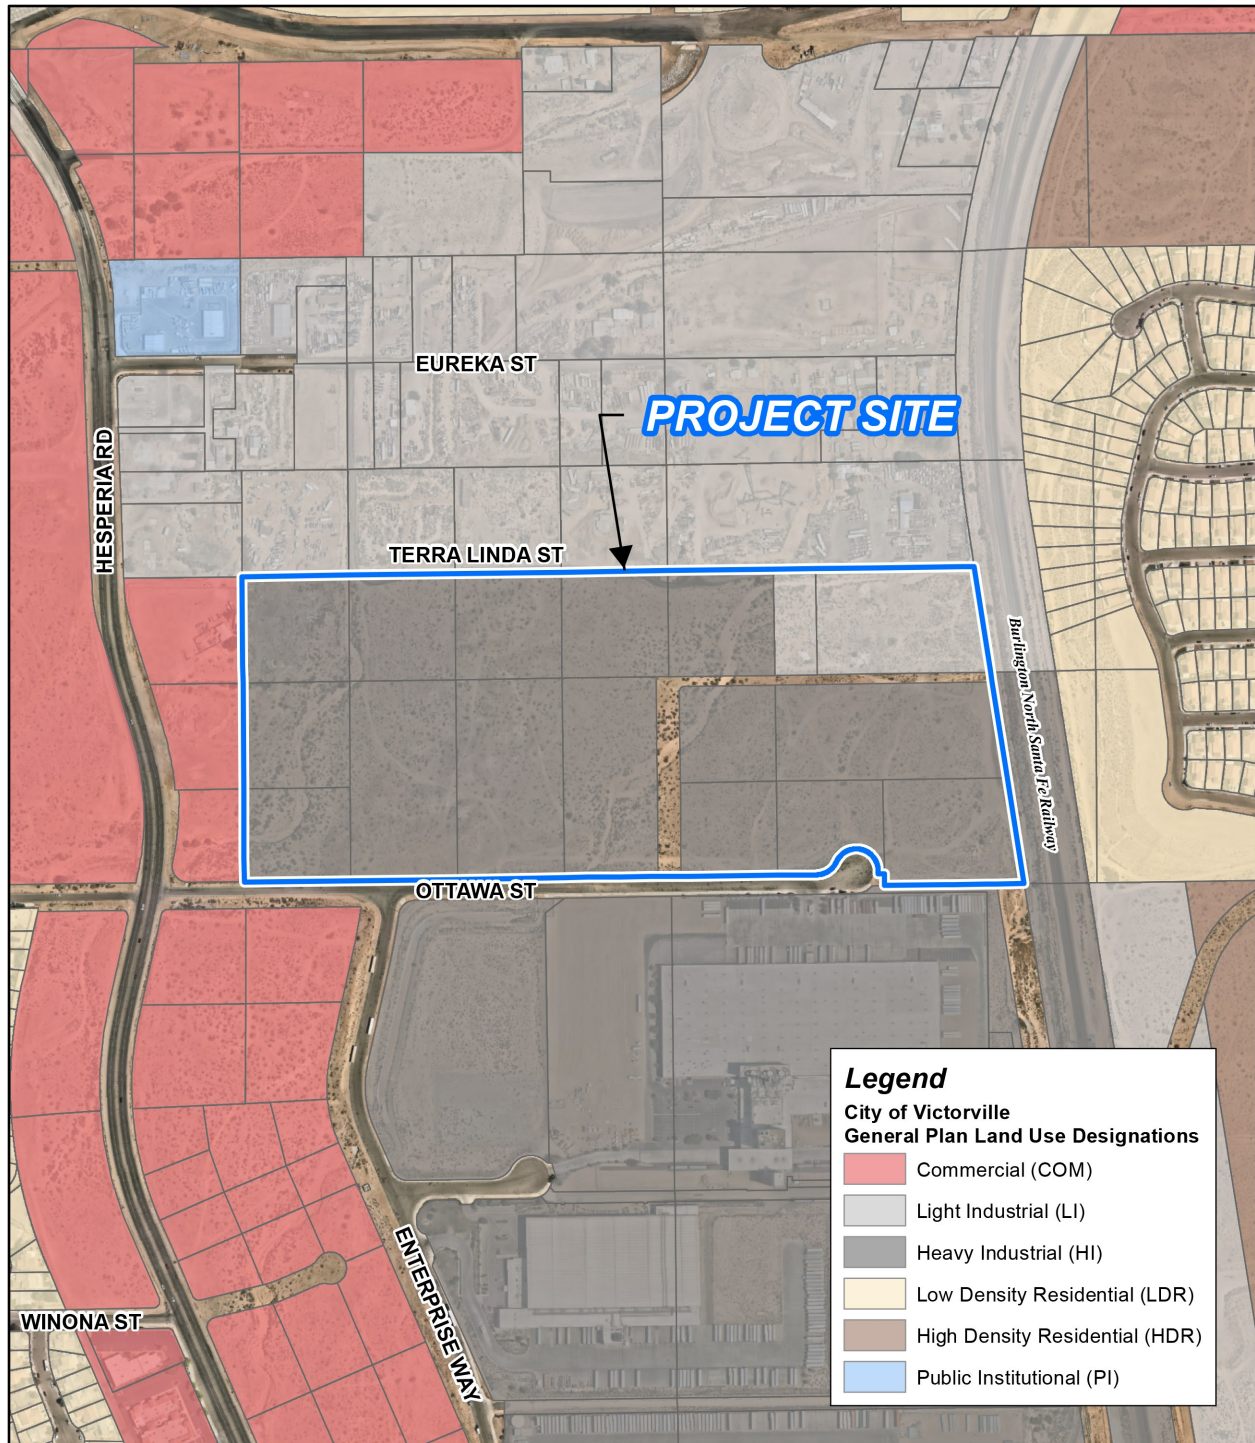 EUREKA ST
PROJECT SITE
HESPERIA RD
TERRA LINDA ST
Burlington North Santa Fe Railway
OTTAWA ST
ENTERPRISE WAY
WINONA ST
Legend
City of Victorville
General Plan Land Use Designations
Commercial (COM)
Light Industrial (LI)
Heavy Industrial (HI)
Low Density Residential (LDR)
High Density Residential (HDR)
Public Institutional (PI)